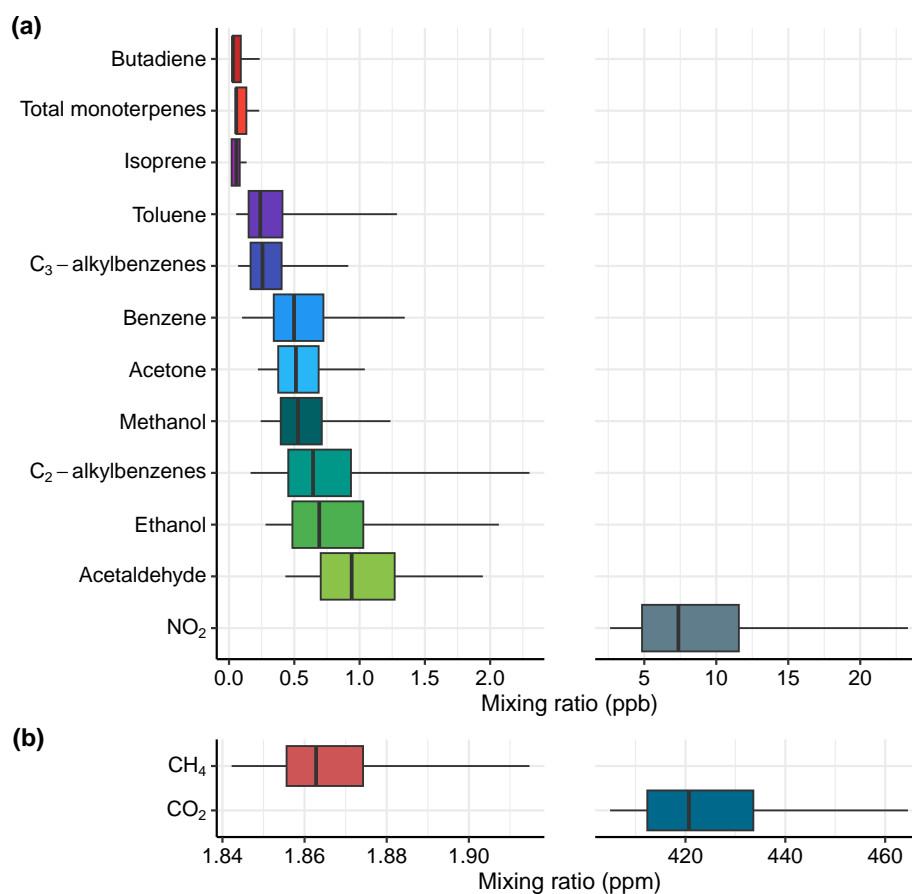 (a)
Butadiene
Total monoterpenes
Isoprene
Toluene
C₃ – alkylbenzenes
Benzene
Acetone
Methanol
C₂ – alkylbenzenes
Ethanol
Acetaldehyde
NO₂
0.0 0.5 1.0 1.5 2.0 5 10 15 20
Mixing ratio (ppb)
(b)
CH₄
CO₂
1.84 1.86 1.88 1.90 420 440 460
Mixing ratio (ppm)